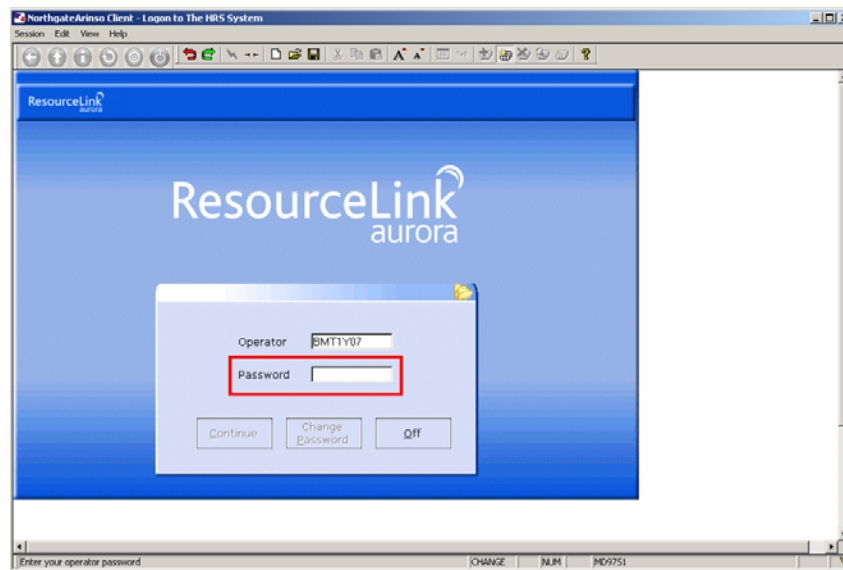 NorthgateArinso Client - Logon to The HRS System
Session Edit View Help
ResourceLink
aurora
ResourceLink
aurora
Operator BMT1Y07
Password
Continue Change Password Off
Enter your operator password CHANGE NUM MD9751